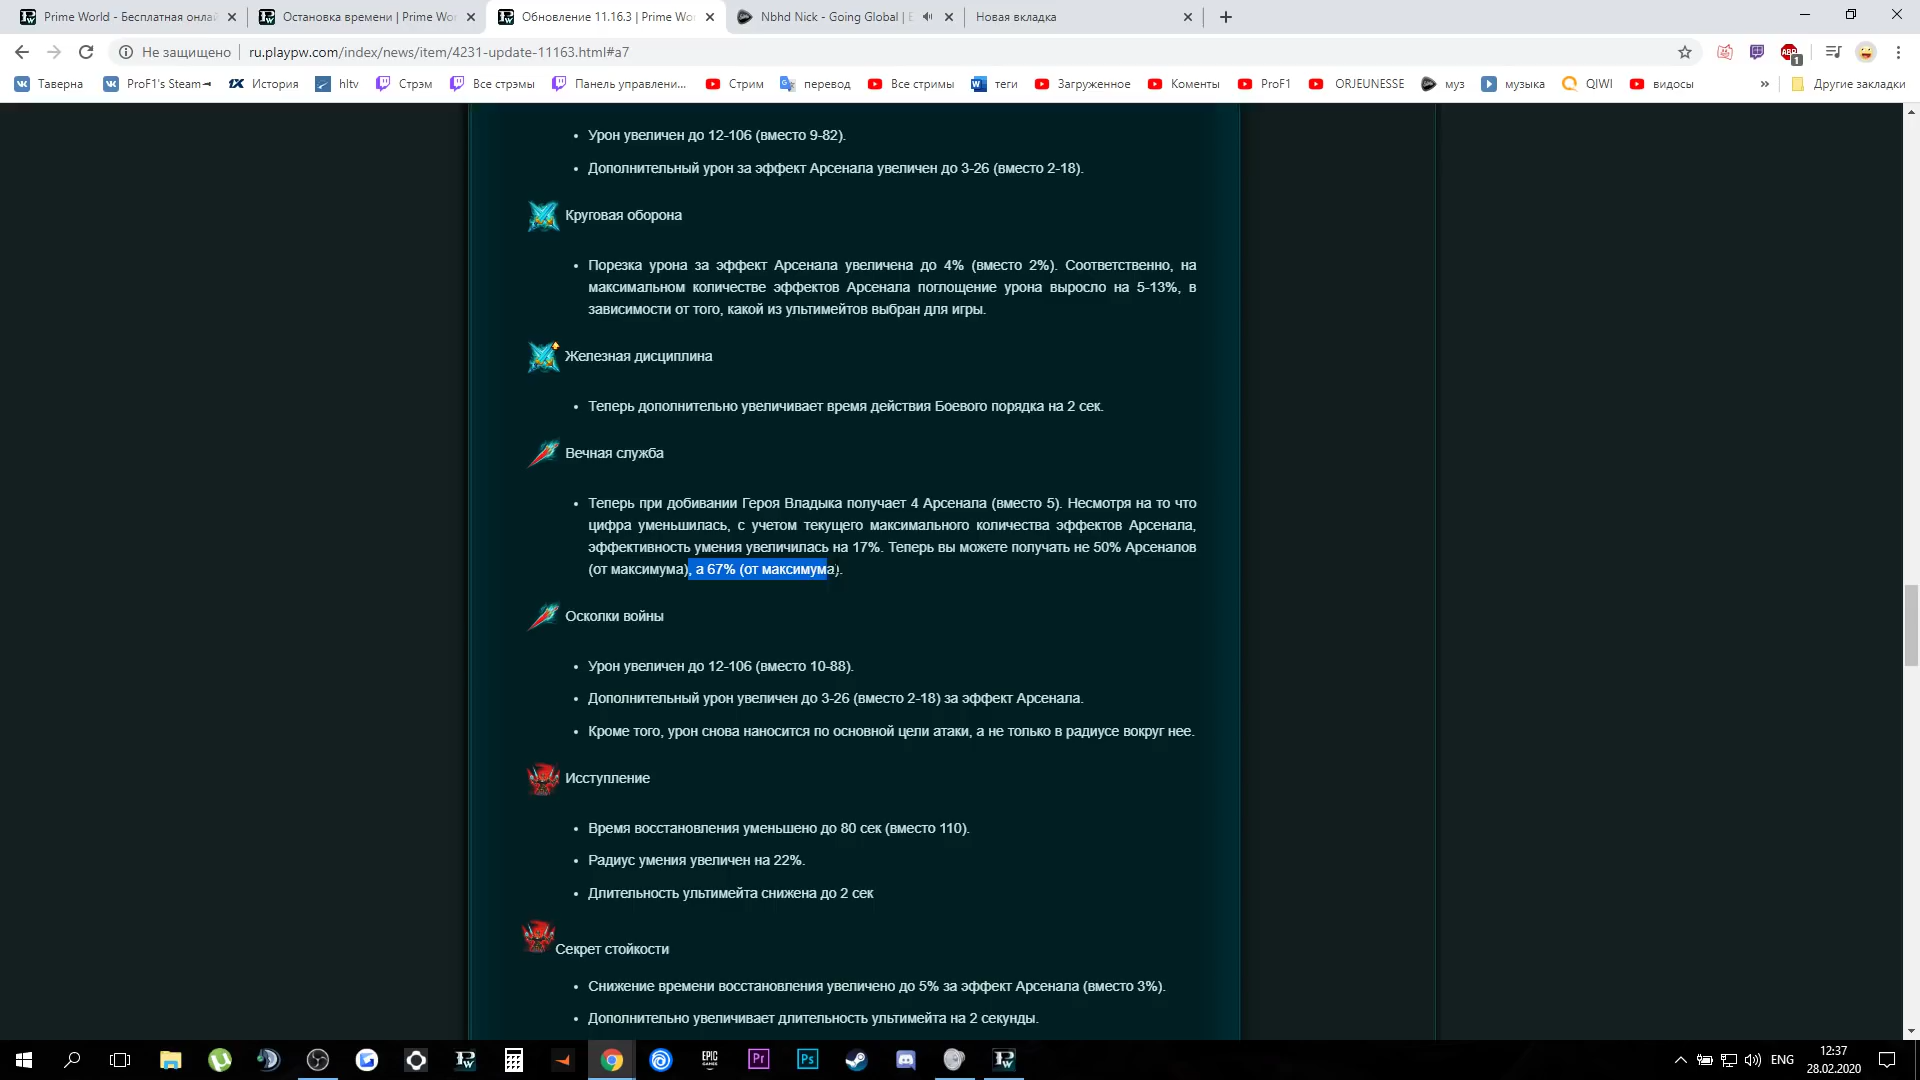 Prime World - Бесплатная онлай
Остановка времени | Prime Wo
Обновление 11.16.3 | Prime Wor
Nbhd Nick - Going Global |
Новая вкладка
Не защищено
ru.playpw.com/index/news/item/4231-update-11163.html#a7
Таверна
ProF1's Steam
История
hltv
Стрэм
Все стрэмы
Панель управлени...
Стрим
перевод
Все стримы
теги
Загруженное
Коменты
ProF1
ORJEUNESSE
муз
музыка
QIWI
видосы
»
Другие закладки
• Урон увеличен до 12-106 (вместо 9-82).
• Дополнительный урон за эффект Арсенала увеличен до 3-26 (вместо 2-18).
Круговая оборона
• Порезка урона за эффект Арсенала увеличена до 4% (вместо 2%). Соответственно, на
максимальном количестве эффектов Арсенала поглощение урона выросло на 5-13%, в
зависимости от того, какой из ультимейтов выбран для игры.
Железная дисциплина
• Теперь дополнительно увеличивает время действия Боевого порядка на 2 сек.
Вечная служба
• Теперь при добивании Героя Владыка получает 4 Арсенала (вместо 5). Несмотря на то что
цифра уменьшилась, с учетом текущего максимального количества эффектов Арсенала,
эффективность умения увеличилась на 17%. Теперь вы можете получать не 50% Арсеналов
(от максимума), а 67% (от максимума).
Осколки войны
• Урон увеличен до 12-106 (вместо 10-88).
• Дополнительный урон увеличен до 3-26 (вместо 2-18) за эффект Арсенала.
• Кроме того, урон снова наносится по основной цели атаки, а не только в радиусе вокруг нее.
Исступление
• Время восстановления уменьшено до 80 сек (вместо 110).
• Радиус умения увеличен на 22%.
• Длительность ультимейта снижена до 2 сек
Секрет стойкости
• Снижение времени восстановления увеличено до 5% за эффект Арсенала (вместо 3%).
• Дополнительно увеличивает длительность ультимейта на 2 секунды.
ENG
12:37
28.02.2020